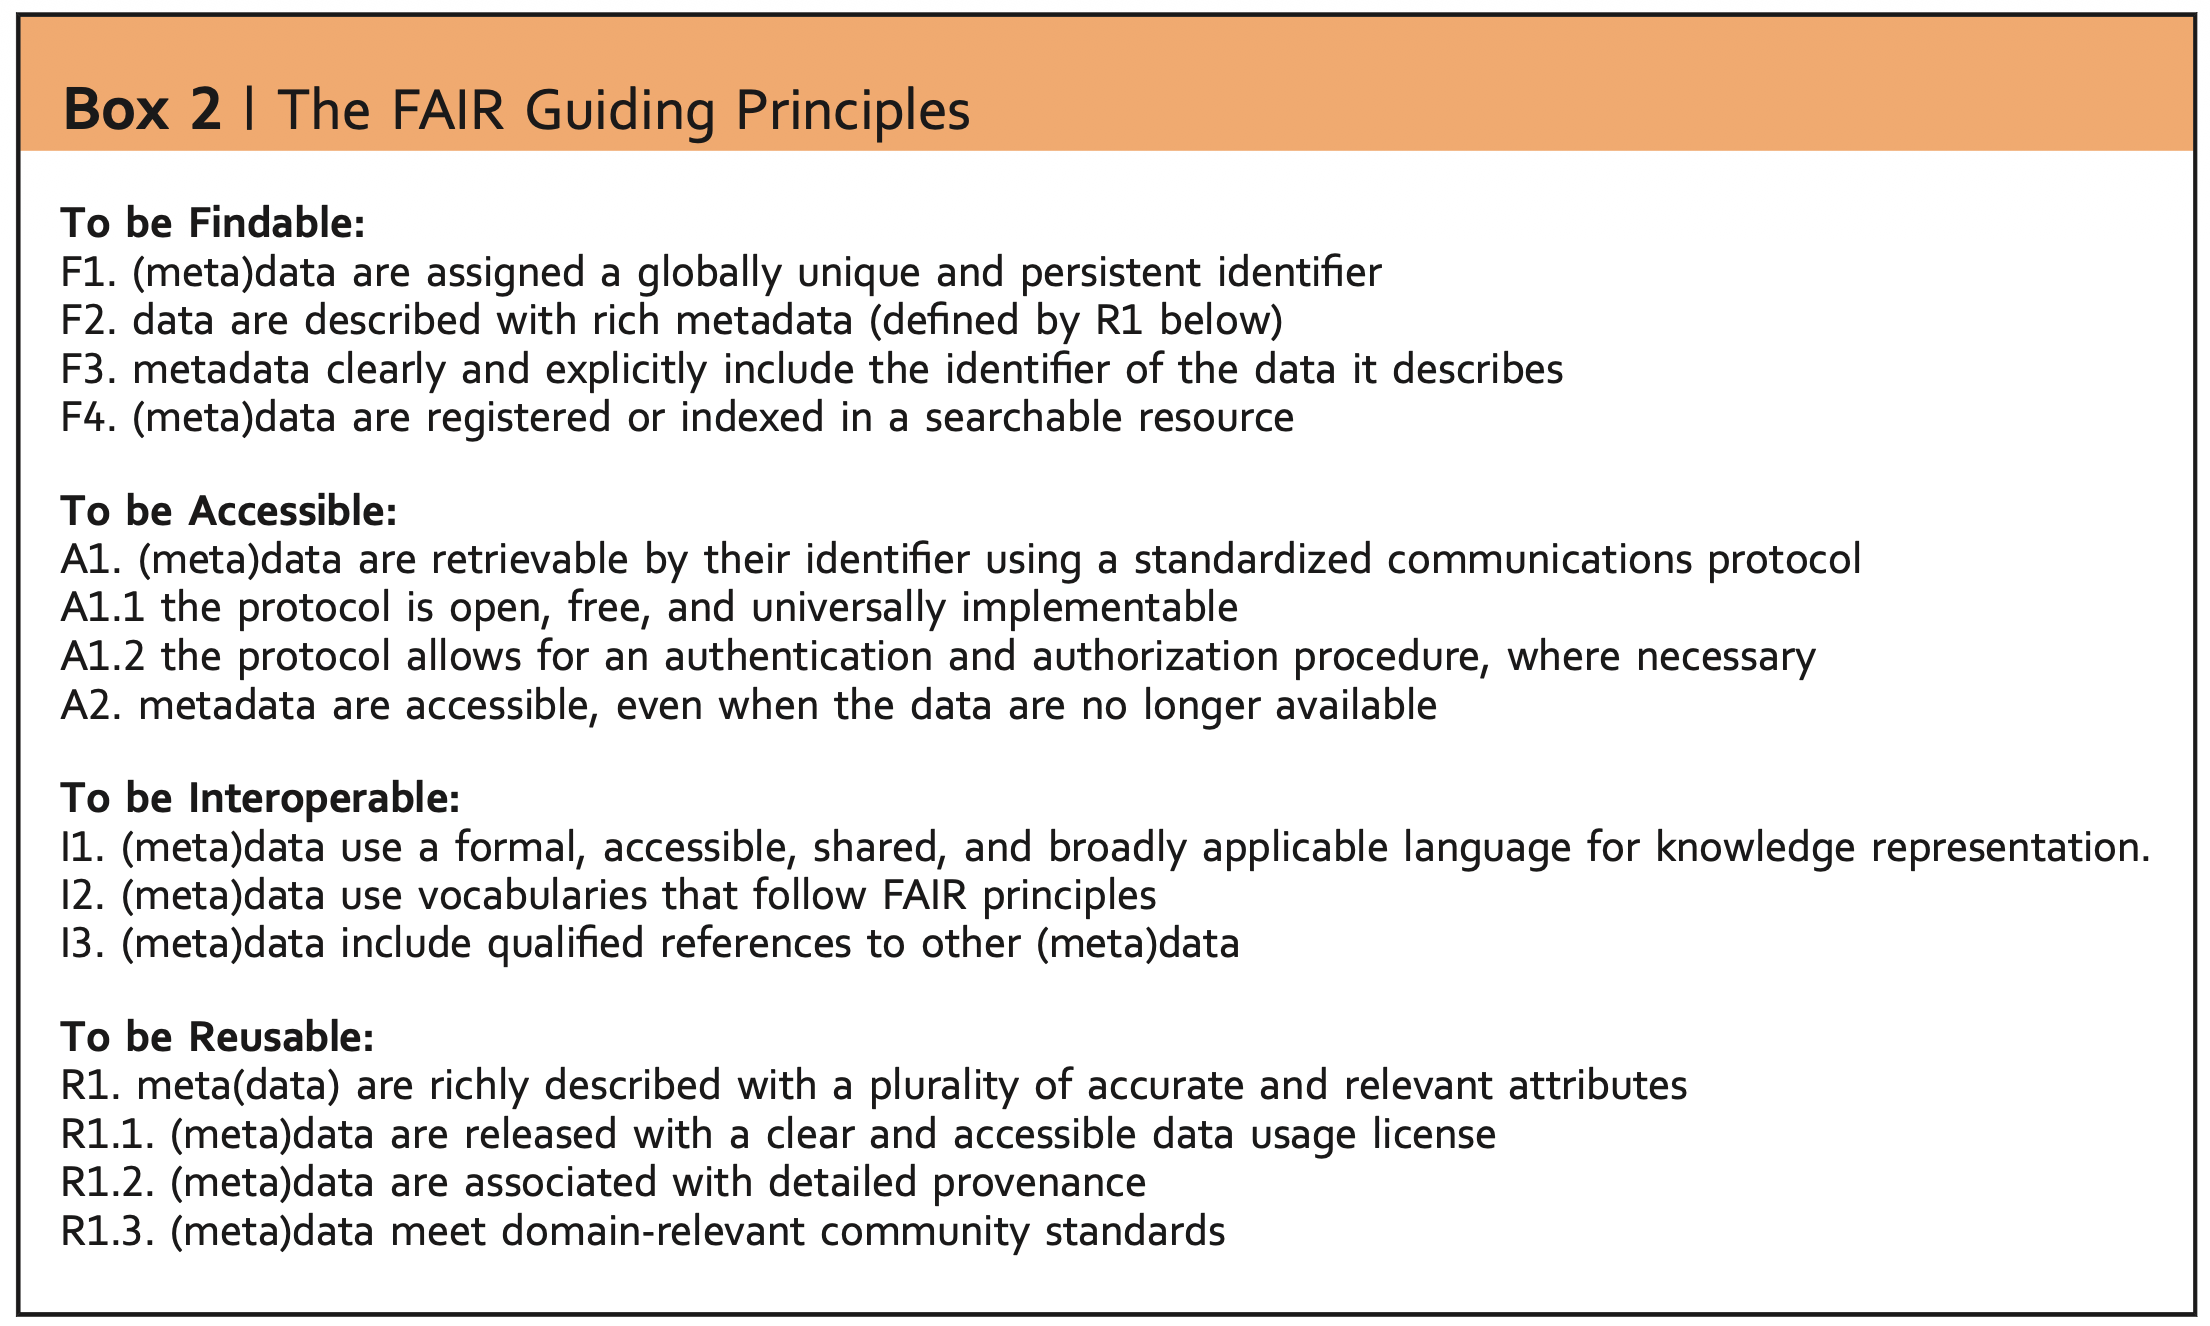 Box 2 | The FAIR Guiding Principles
To be Findable:
F1. (meta)data are assigned a globally unique and persistent identifier
F2. data are described with rich metadata (defined by R1 below)
F3. metadata clearly and explicitly include the identifier of the data it describes
F4. (meta)data are registered or indexed in a searchable resource
To be Accessible:
A1. (meta)data are retrievable by their identifier using a standardized communications protocol
A1.1 the protocol is open, free, and universally implementable
A1.2 the protocol allows for an authentication and authorization procedure, where necessary
A2. metadata are accessible, even when the data are no longer available
To be Interoperable:
I1. (meta)data use a formal, accessible, shared, and broadly applicable language for knowledge representation.
I2. (meta)data use vocabularies that follow FAIR principles
I3. (meta)data include qualified references to other (meta)data
To be Reusable:
R1. meta(data) are richly described with a plurality of accurate and relevant attributes
R1.1. (meta)data are released with a clear and accessible data usage license
R1.2. (meta)data are associated with detailed provenance
R1.3. (meta)data meet domain-relevant community standards